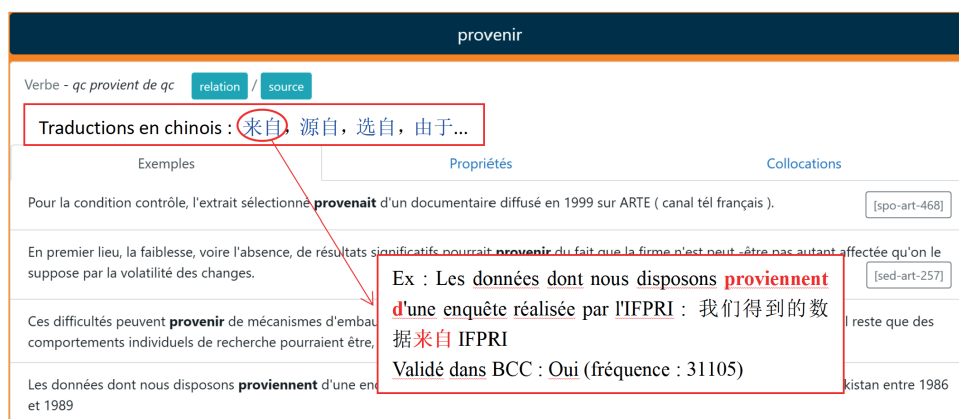 provenir
Verbe - qc provient de qc relation / source
Traductions en chinois : 来自, 源自, 选自, 由于...
Exemples Propriétés Collocations
Pour la condition contrôle, l'extrait sélectionné provenait d'un documentaire diffusé en 1999 sur ARTE ( canal tél français ). [spo-art-468]
En premier lieu, la faiblesse, voire l'absence, de résultats significatifs pourrait provenir du fait que la firme n'est peut -être pas autant affectée qu'on le
suppose par la volatilité des changes. [sed-art-257]
Ces difficultés peuvent provenir de mécanismes d'embau l reste que des
comportements individuels de recherche pourraient être,
Les données dont nous disposons proviennent d'une en kistan entre 1986
et 1989
Ex : Les données dont nous disposons proviennent
d'une enquête réalisée par l'IFPRI : 我们得到的数
据来自 IFPRI
Validé dans BCC : Oui (fréquence : 31105)